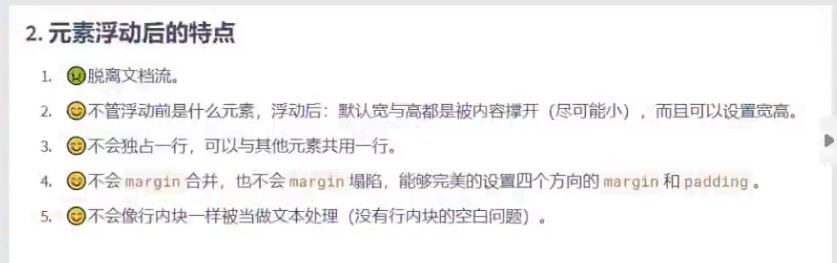 2. 元素浮动后的特点
1. 脱离文档流。
2. 不管浮动前是什么元素，浮动后：默认宽与高都是被内容撑开（尽可能小），而且可以设置宽高。
3. 不会独占一行，可以与其他元素共用一行。
4. 不会 margin 合并，也不会 margin 塌陷，能够完美的设置四个方向的 margin 和 padding 。
5. 不会像行内块一样被当做文本处理（没有行内块的空白问题）。